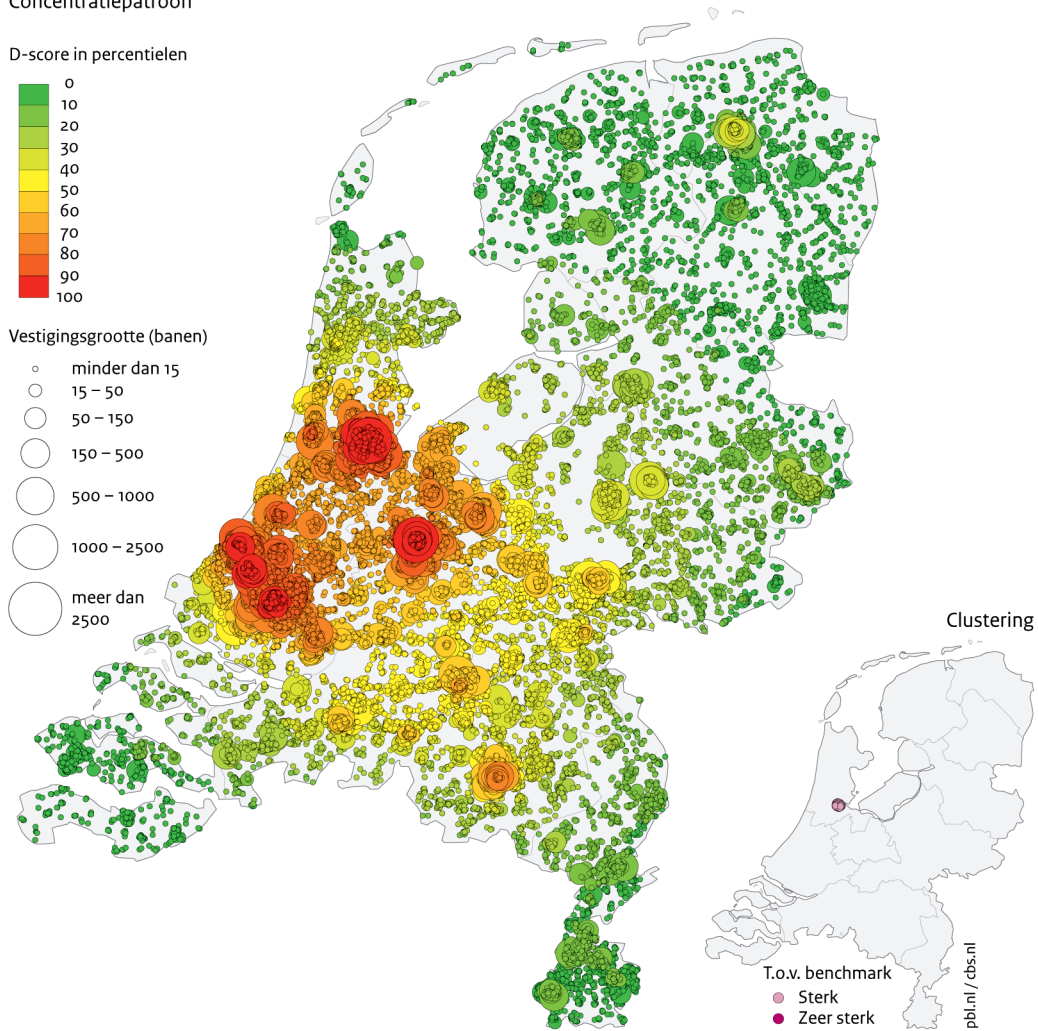 Concentratiepatroon
D-score in percentielen
0
10
20
30
40
50
60
70
80
90
100
Vestigingsgrootte (banen)
minder dan 15
15 – 50
50 – 150
150 – 500
500 – 1000
1000 – 2500
meer dan
2500
Clustering
T.o.v. benchmark
Sterk
Zeer sterk
pbl.nl / cbs.nl